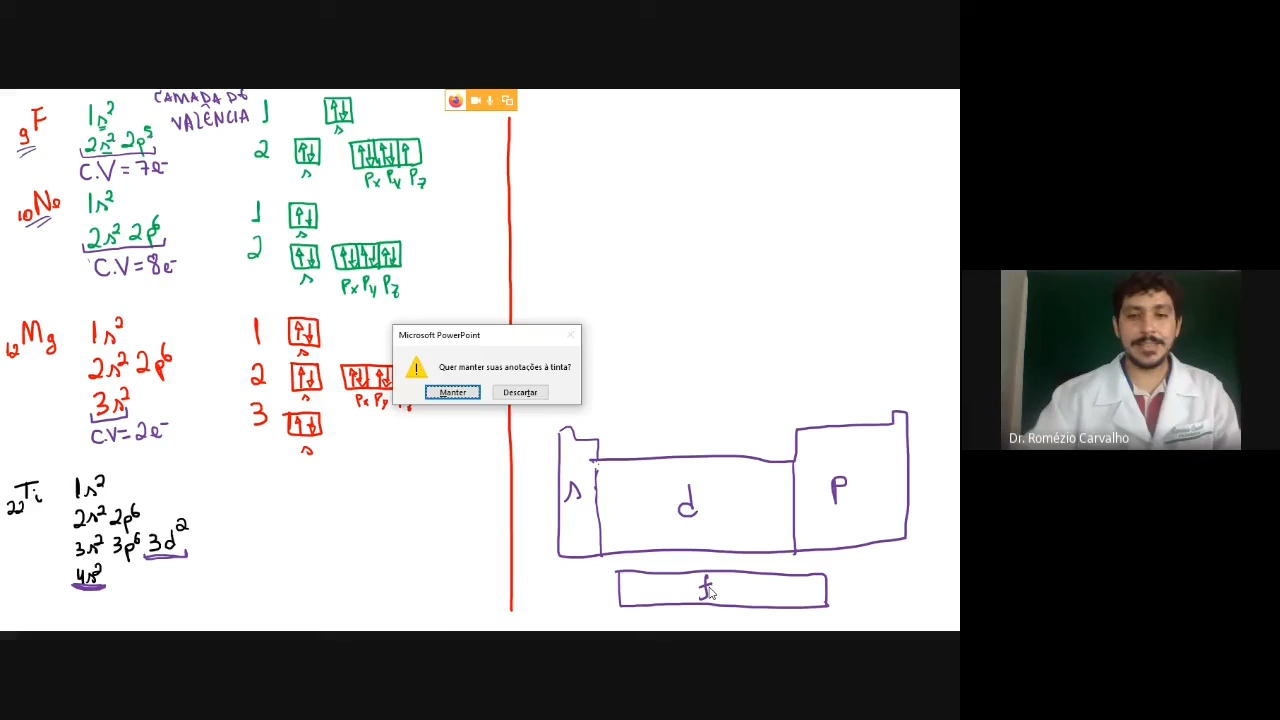 CAMADA DE
VALÊNCIA
9F
1s²
2s² 2p⁵
C.V = 7e-
1
s
2
s
Px Py Pz
10Ne
1s²
2s² 2p⁶
C.V = 8e-
1
s
2
s
Px Py Pz
12Mg
1s²
2s² 2p⁶
3s²
C.V = 2e-
1
s
2
s
Px Py
3
s
22Ti
1s²
2s² 2p⁶
3s² 3p⁶ 3d²
4s²
Microsoft PowerPoint
Quer manter suas anotações à tinta?
Manter
Descartar
s
d
p
f
Dr. Romézio Carvalho